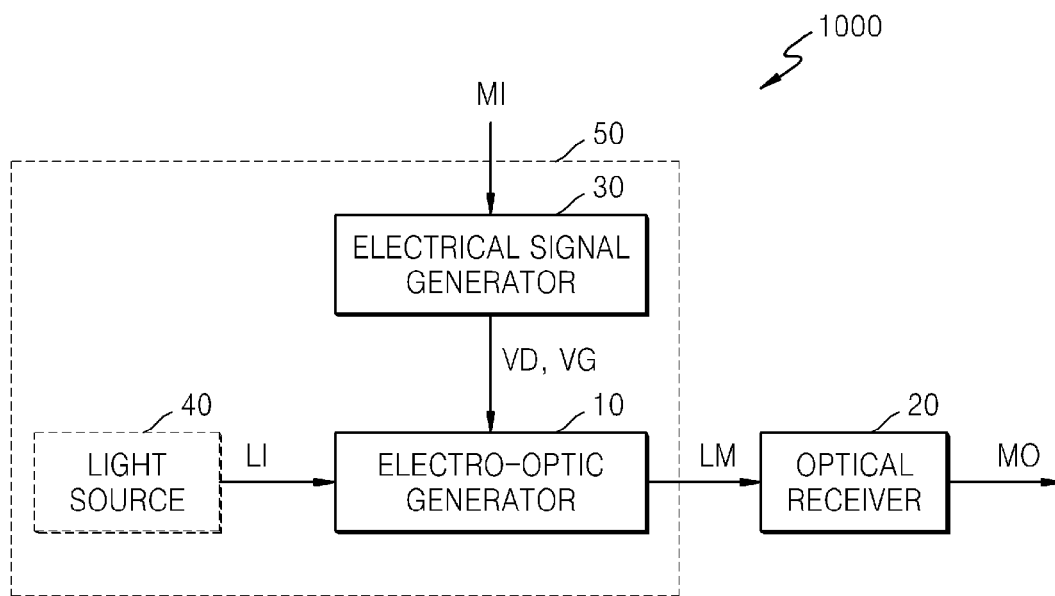 1000
MI
50
30
ELECTRICAL SIGNAL
GENERATOR
VD, VG
40
10
20
LIGHT
SOURCE
LI
ELECTRO-OPTIC
GENERATOR
LM
OPTICAL
RECEIVER
MO